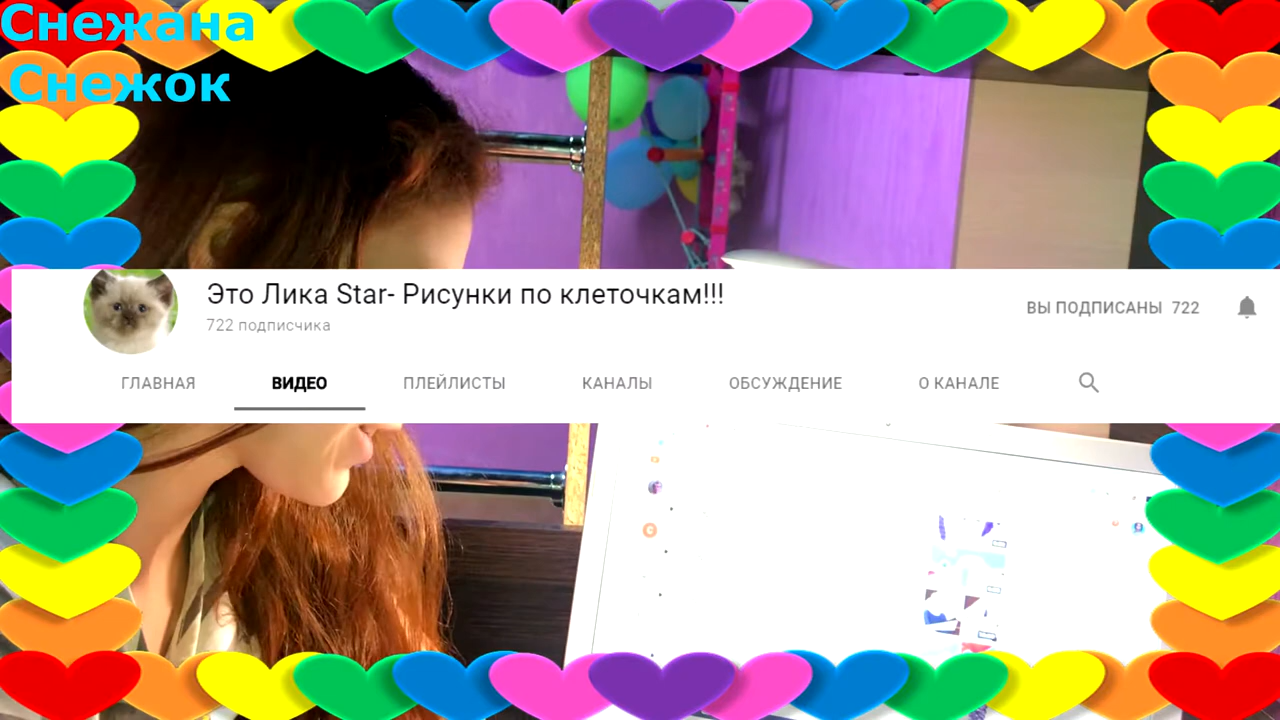 Снежана
Снежок
Это Лика Star- Рисунки по клеточкам!!!
722 подписчика
ВЫ ПОДПИСАНЫ 722
ГЛАВНАЯ ВИДЕО ПЛЕЙЛИСТЫ КАНАЛЫ ОБСУЖДЕНИЕ О КАНАЛЕ